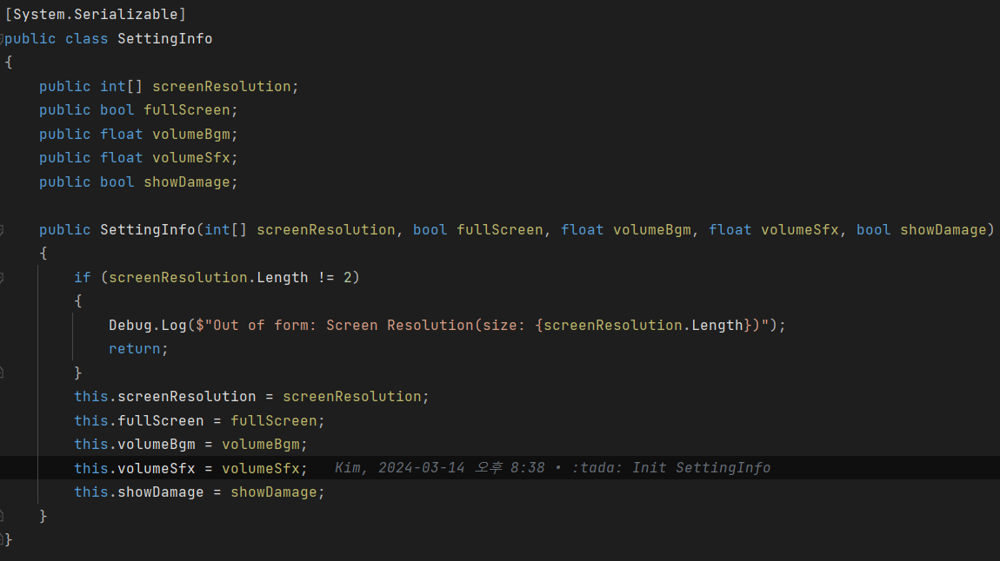 [System.Serializable]
public class SettingInfo
{
    public int[] screenResolution;
    public bool fullScreen;
    public float volumeBgm;
    public float volumeSfx;
    public bool showDamage;

    public SettingInfo(int[] screenResolution, bool fullScreen, float volumeBgm, float volumeSfx, bool showDamage)
    {
        if (screenResolution.Length != 2)
        {
            Debug.Log($"Out of form: Screen Resolution(size: {screenResolution.Length})");
            return;
        }
        this.screenResolution = screenResolution;
        this.fullScreen = fullScreen;
        this.volumeBgm = volumeBgm;
        this.volumeSfx = volumeSfx;   Kim, 2024-03-14 오후 8:38 • :tada: Init SettingInfo
        this.showDamage = showDamage;
    }
}